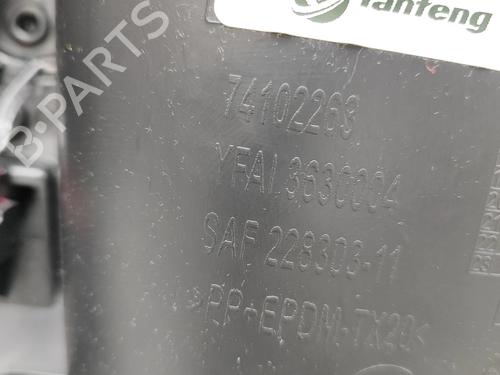 Yanfeng
74102263
YFAI 3630004
SAF 228303-11
>PP+EPDM-TX20<
B-PARTS